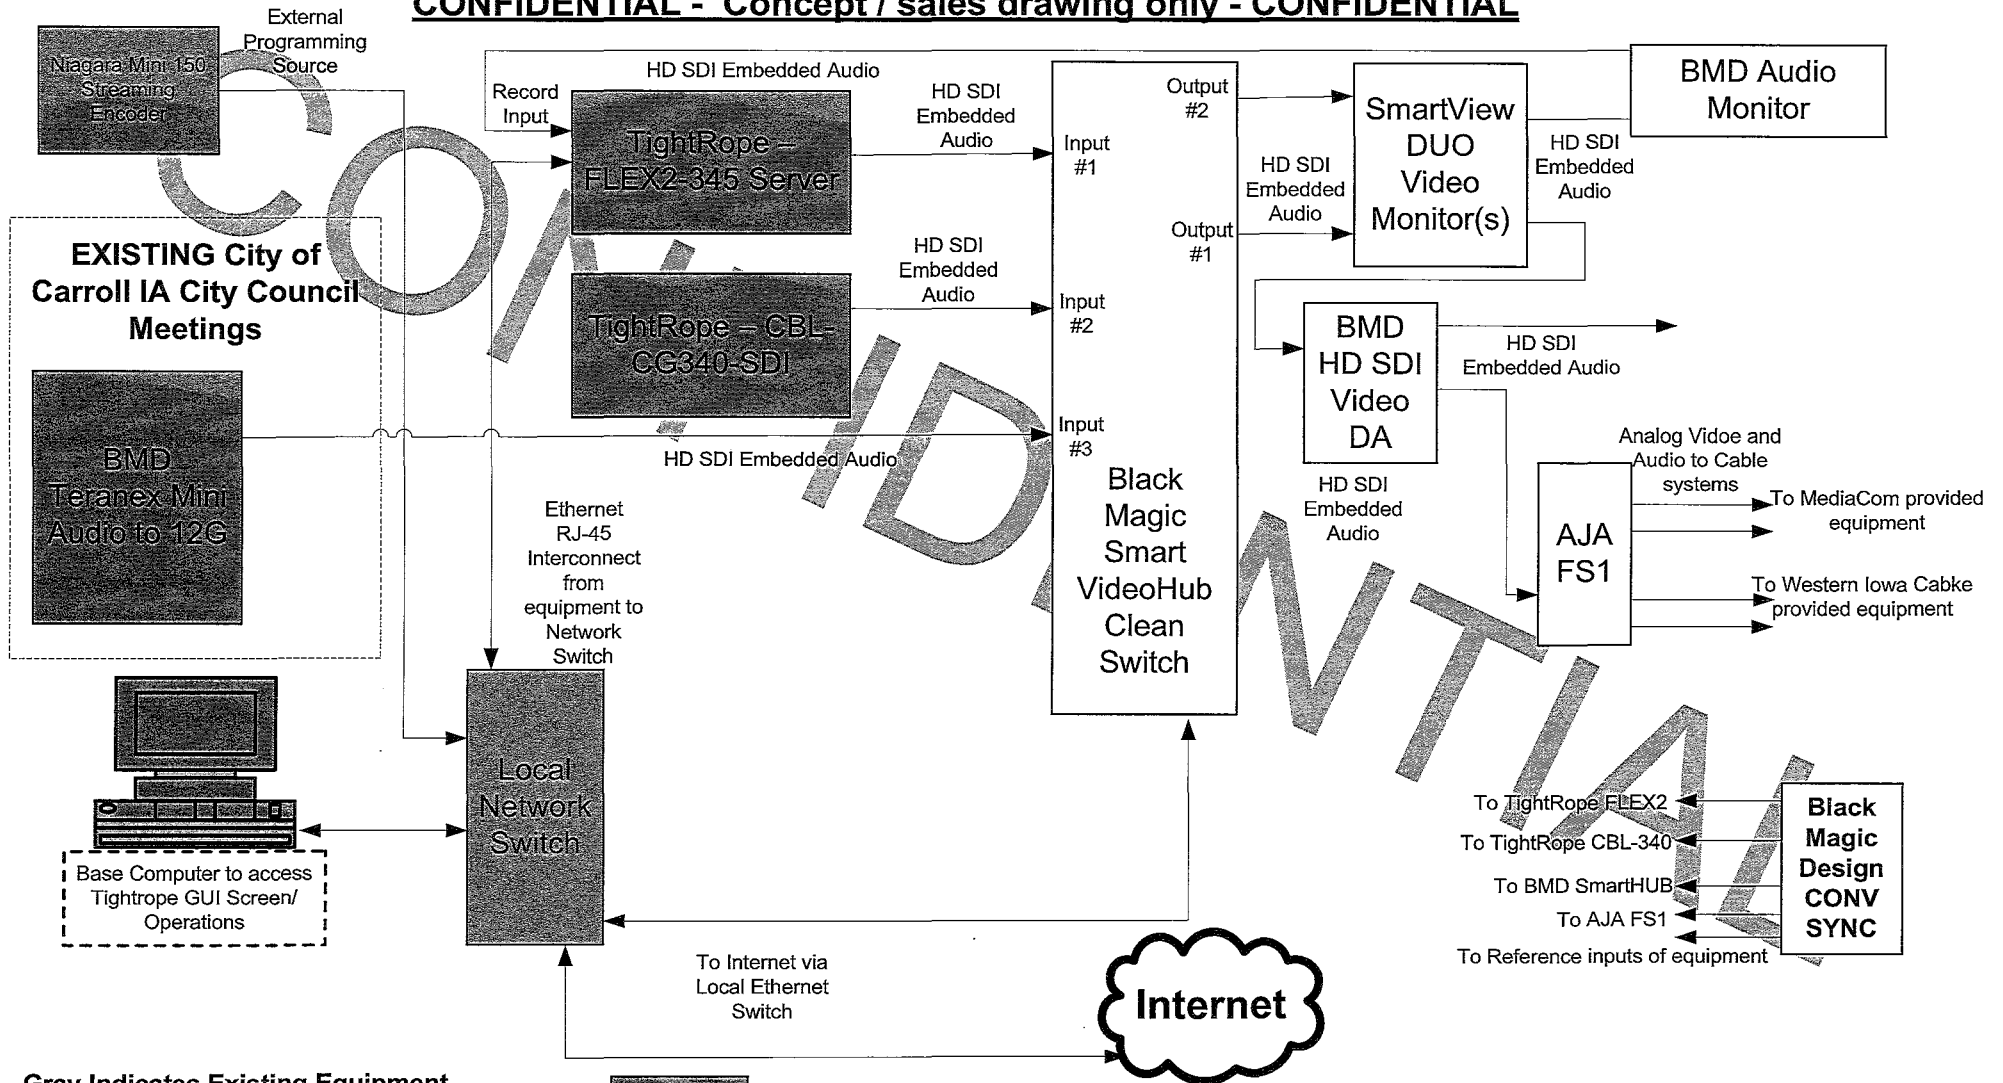 CONFIDENTIAL - Concept / sales drawing only - CONFIDENTIAL
External
Programming
Source
Niagara Mini 150
Streaming
Encoder
HD SDI Embedded Audio
Record
Input
TightRope –
FLEX2-345 Server
HD SDI
Embedded
Audio
Input
#1
Output
#2
SmartView
DUO
Video
Monitor(s)
BMD Audio
Monitor
HD SDI
Embedded
Audio
HD SDI
Embedded
Audio
Output
#1
EXISTING City of
Carroll IA City Council
Meetings
BMD
Teranex Mini
Audio to 12G
TightRope – CBL-
CG340-SDI
HD SDI
Embedded
Audio
Input
#2
HD SDI Embedded Audio
Input
#3
Black
Magic
Smart
VideoHub
Clean
Switch
BMD
HD SDI
Video
DA
HD SDI
Embedded Audio
HD SDI
Embedded
Audio
AJA
FS1
Analog Vidoe and
Audio to Cable
systems
To MediaCom provided
equipment
To Western Iowa Cabke
provided equipment
Ethernet
RJ-45
Interconnect
from
equipment to
Network
Switch
Local
Network
Switch
Base Computer to access
Tightrope GUI Screen/
Operations
To Internet via
Local Ethernet
Switch
Internet
To TightRope FLEX2
To TightRope CBL-340
To BMD SmartHUB
To AJA FS1
To Reference inputs of equipment
Black
Magic
Design
CONV
SYNC
Gray Indicates Existing Equipment
CONFIDENTIAL